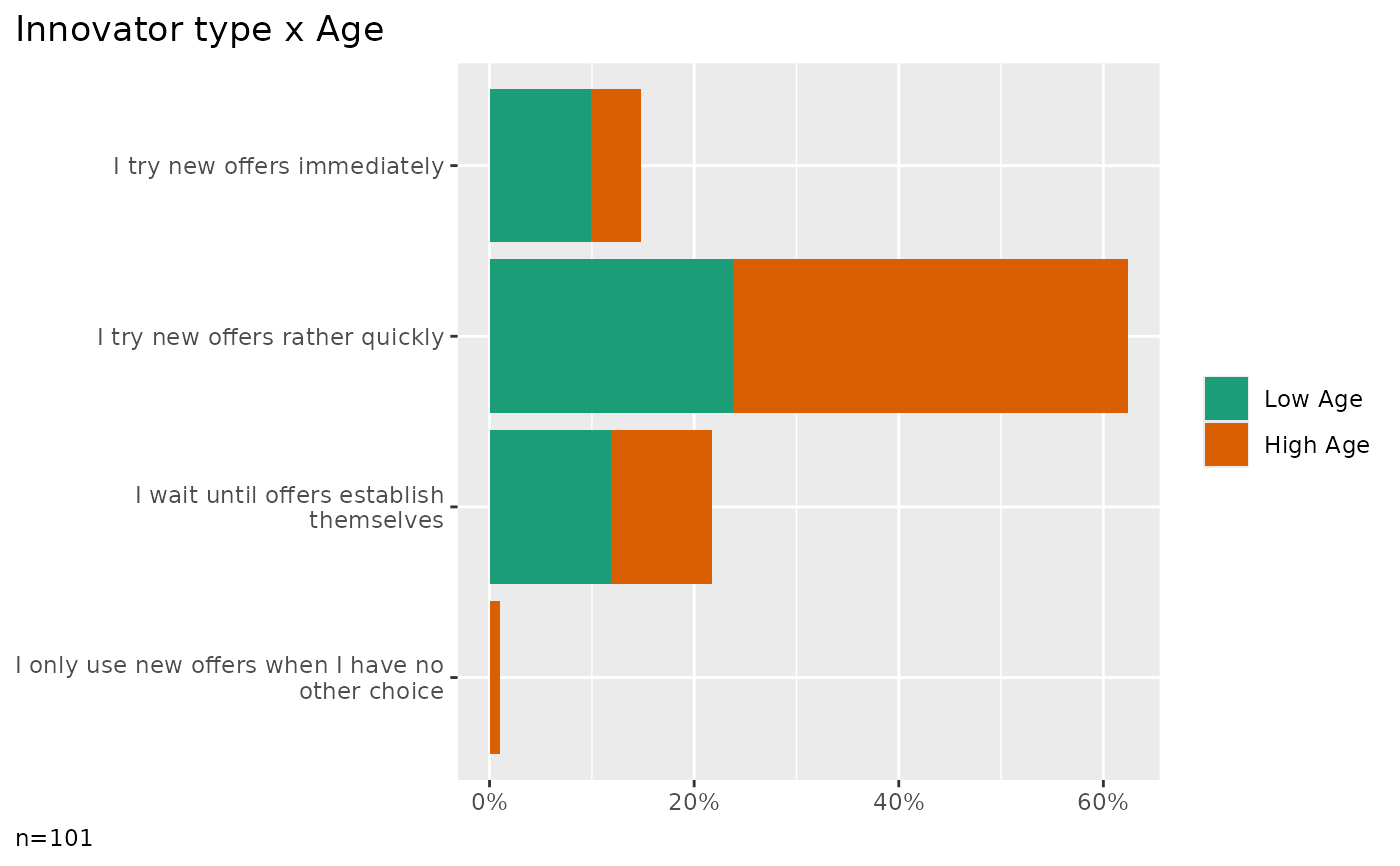 Innovator type x Age
I try new offers immediately
I try new offers rather quickly
I wait until offers establish
themselves
I only use new offers when I have no
other choice
0%
20%
40%
60%
Low Age
High Age
n=101